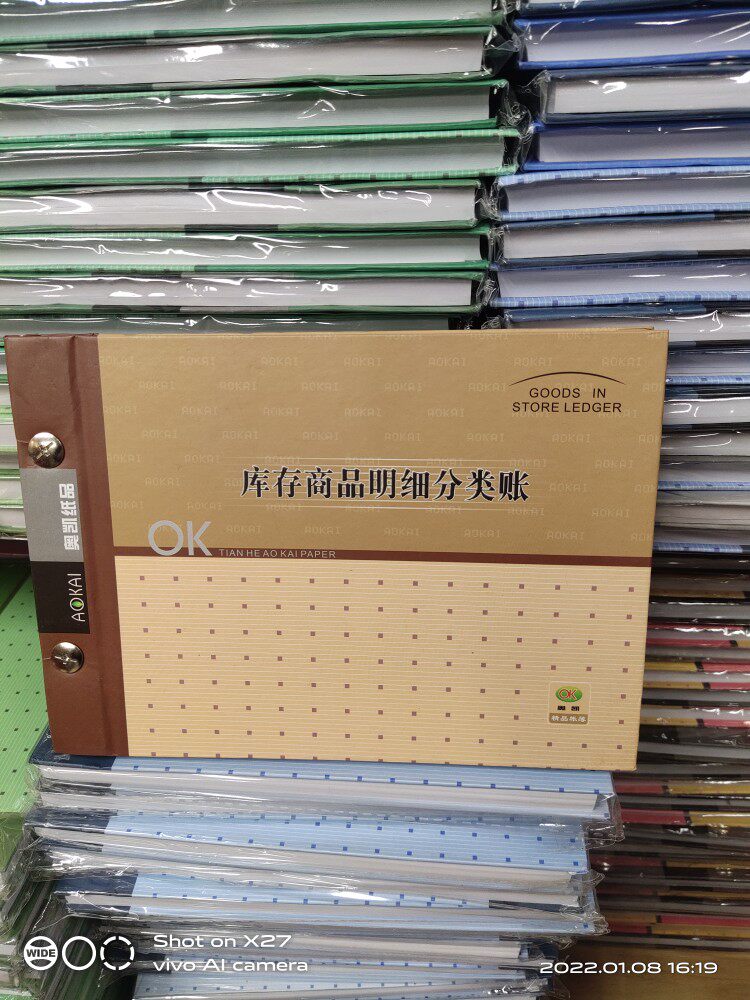 GOODS IN
STORE LEDGER
库存商品明细分类账
OK TIAN HE AO KAI PAPER
奥凯纸品
AOKAI
OK
奥凯
精品账簿
WIDE
Shot on X27
vivo AI camera
2022.01.08 16:19